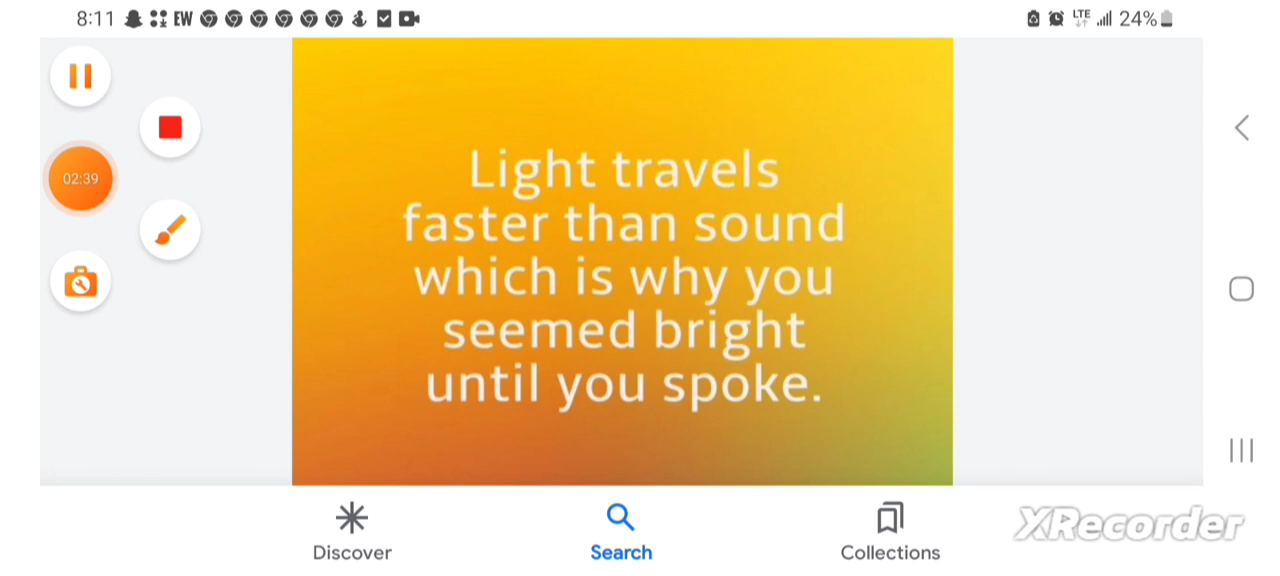 8:11 EW LTE 24%
02:39
Light travels
faster than sound
which is why you
seemed bright
until you spoke.
Discover Search Collections
XRecorder